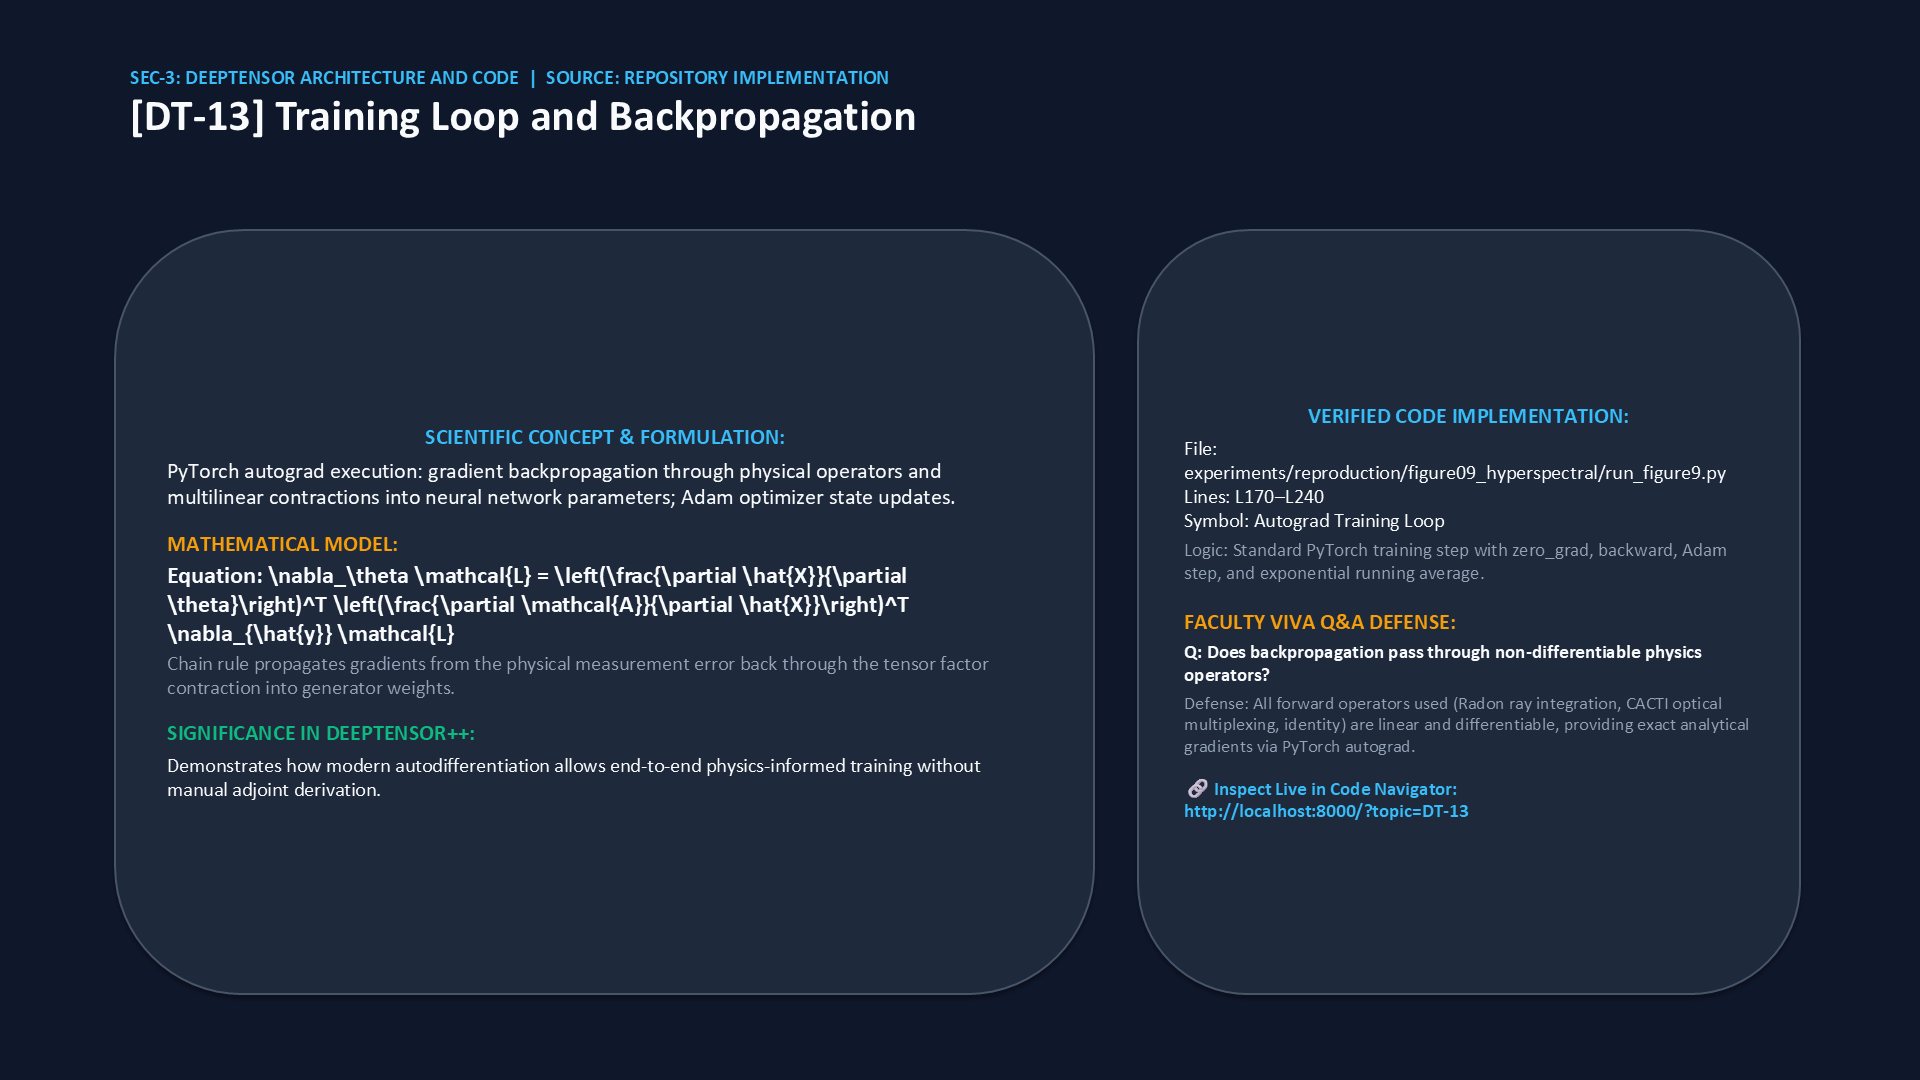 SEC-3: DEEPTENSOR ARCHITECTURE AND CODE | SOURCE: REPOSITORY IMPLEMENTATION
[DT-13] Training Loop and Backpropagation
SCIENTIFIC CONCEPT & FORMULATION:
PyTorch autograd execution: gradient backpropagation through physical operators and
multilinear contractions into neural network parameters; Adam optimizer state updates.
MATHEMATICAL MODEL:
Equation: \nabla_\theta \mathcal{L} = \left(\frac{\partial \hat{X}}{\partial
\theta}\right)^T \left(\frac{\partial \mathcal{A}}{\partial \hat{X}}\right)^T
\nabla_{\hat{y}} \mathcal{L}
Chain rule propagates gradients from the physical measurement error back through the tensor factor
contraction into generator weights.
SIGNIFICANCE IN DEEPTENSOR++:
Demonstrates how modern autodifferentiation allows end-to-end physics-informed training without
manual adjoint derivation.
VERIFIED CODE IMPLEMENTATION:
File:
experiments/reproduction/figure09_hyperspectral/run_figure9.py
Lines: L170–L240
Symbol: Autograd Training Loop
Logic: Standard PyTorch training step with zero_grad, backward, Adam
step, and exponential running average.
FACULTY VIVA Q&A DEFENSE:
Q: Does backpropagation pass through non-differentiable physics
operators?
Defense: All forward operators used (Radon ray integration, CACTI optical
multiplexing, identity) are linear and differentiable, providing exact analytical
gradients via PyTorch autograd.
🔗 Inspect Live in Code Navigator:
http://localhost:8000/?topic=DT-13